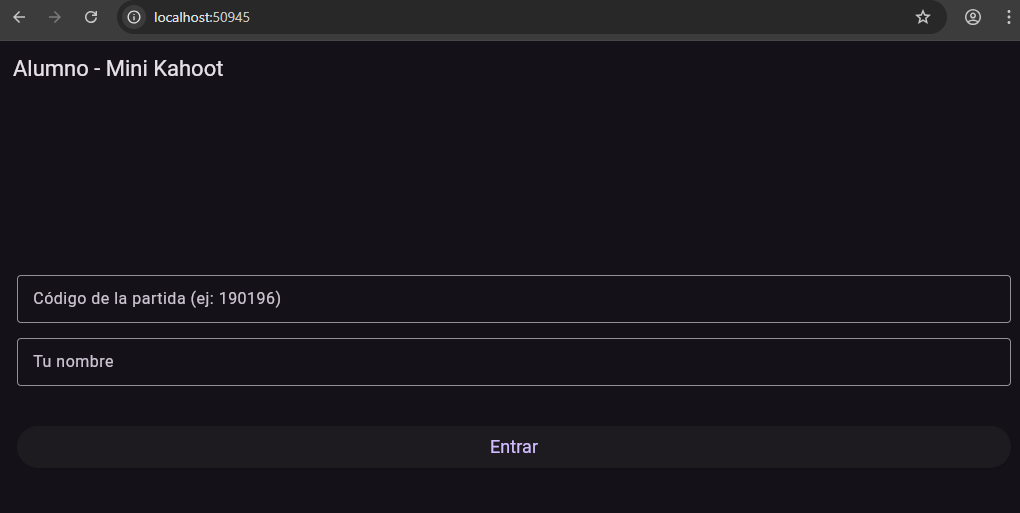 localhost:50945
Alumno - Mini Kahoot
Código de la partida (ej: 190196)
Tu nombre
Entrar